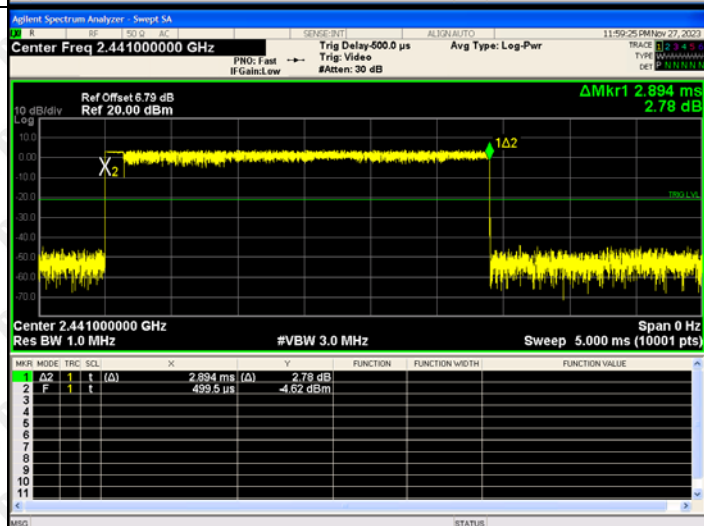 Agilent Spectrum Analyzer - Swept SA
R RF 50 Ω AC SENSE:INT ALIGN AUTO 11:59:25 PM Nov 27, 2023
Center Freq 2.441000000 GHz
PNO: Fast
IFGain:Low
Trig Delay-500.0 µs
Trig: Video
#Atten: 30 dB
Avg Type: Log-Pwr
TRACE 1 2 3 4 5 6
TYPE WWWWWW
DET P N N N N N
ΔMkr1 2.894 ms
2.78 dB
Ref Offset 6.79 dB
10 dB/div Ref 20.00 dBm
Log
10.0
0.00
-10.0
-20.0
-30.0
-40.0
-50.0
-60.0
-70.0
1Δ2
X2
TRIG LVL
Center 2.441000000 GHz Span 0 Hz
Res BW 1.0 MHz #VBW 3.0 MHz Sweep 5.000 ms (10001 pts)
MKR MODE TRC SCL X Y FUNCTION FUNCTION WIDTH FUNCTION VALUE
1 Δ2 1 t (Δ) 2.894 ms (Δ) 2.78 dB
2 F 1 t 499.5 µs -4.62 dBm
3
4
5
6
7
8
9
10
11
MSG STATUS